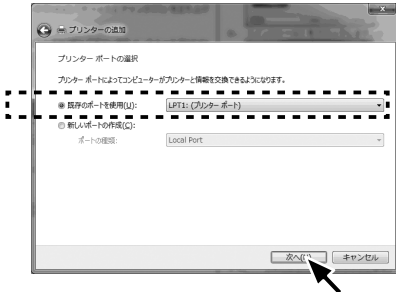 プリンターの追加
プリンター ポートの選択
プリンター ポートによってコンピューターがプリンターと情報を交換できるようになります。
既存のポートを使用(U): LPT1: (プリンター ポート)
新しいポートの作成(C):
ポートの種類: Local Port
次へ( キャンセル